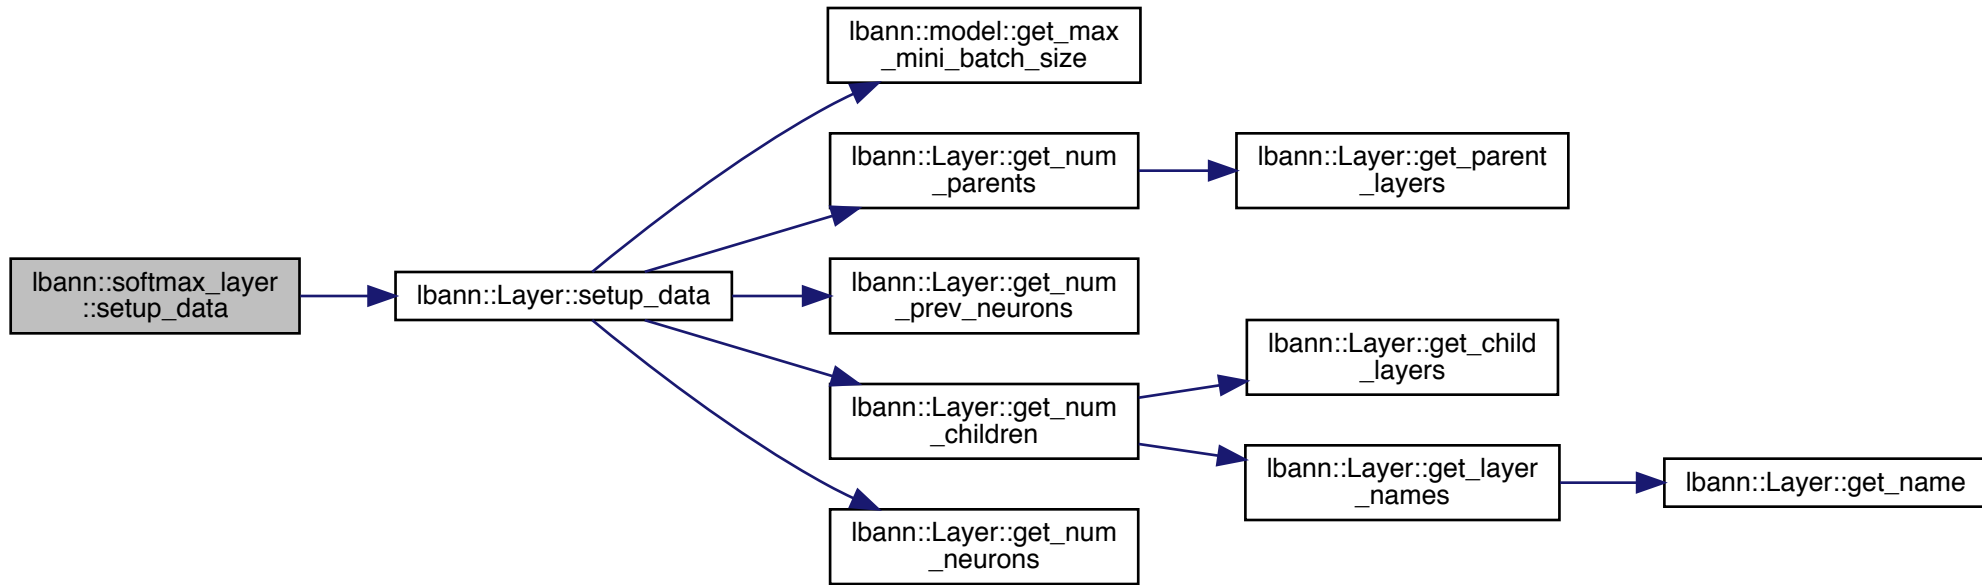 lbann::softmax_layer
::setup_data
lbann::Layer::setup_data
lbann::model::get_max
_mini_batch_size
lbann::Layer::get_num
_parents
lbann::Layer::get_parent
_layers
lbann::Layer::get_num
_prev_neurons
lbann::Layer::get_num
_children
lbann::Layer::get_child
_layers
lbann::Layer::get_layer
_names
lbann::Layer::get_name
lbann::Layer::get_num
_neurons